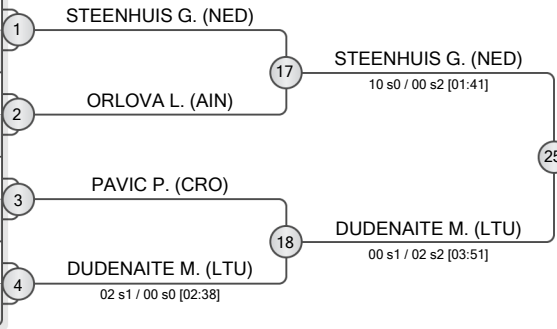 1
STEENHUIS G. (NED)
17
STEENHUIS G. (NED)
10 s0 / 00 s2 [01:41]
2
ORLOVA L. (AIN)
25
3
PAVIC P. (CRO)
18
DUDENAITE M. (LTU)
00 s1 / 02 s2 [03:51]
4
DUDENAITE M. (LTU)
02 s1 / 00 s0 [02:38]